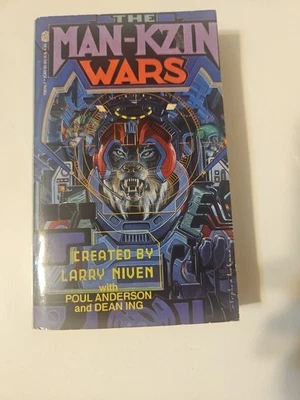 THE
MAN-KZIN
WARS
CREATED BY
LARRY NIVEN
with
POUL ANDERSON
and DEAN ING